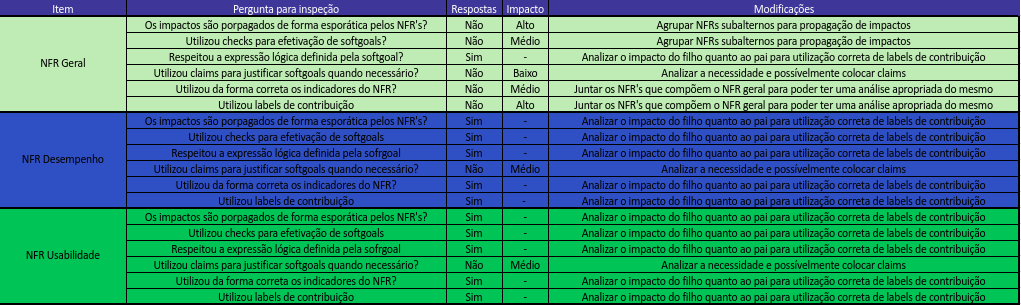 Item Pergunta para inspeção Respostas Impacto Modificações
Os impactos são porpagados de forma esporática pelos NFR's? Não Alto Agrupar NFRs subalternos para propagação de impactos
Utilizou checks para efetivação de softgoals? Não Médio Agrupar NFRs subalternos para propagação de impactos
Respeitou a expressão lógica definida pela softgoal? Sim - Analizar o impacto do filho quanto ao pai para utilização correta de labels de contribuição
NFR Geral Utilizou claims para justificar softgoals quando necessário? Não Baixo Analizar a necessidade e possívelmente colocar claims
Utilizou da forma correta os indicadores do NFR? Não Médio Juntar os NFR's que compõem o NFR geral para poder ter uma análise apropriada do mesmo
Utilizou labels de contribuição Não Alto Juntar os NFR's que compõem o NFR geral para poder ter uma análise apropriada do mesmo
Os impactos são porpagados de forma esporática pelos NFR's? Sim - Analizar o impacto do filho quanto ao pai para utilização correta de labels de contribuição
Utilizou checks para efetivação de softgoals Sim - Analizar o impacto do filho quanto ao pai para utilização correta de labels de contribuição
Respeitou a expressão lógica definida pela sofrgoal Sim - Analizar o impacto do filho quanto ao pai para utilização correta de labels de contribuição
NFR Desempenho Utilizou claims para justificar softgoals quando necessário? Não Médio Analizar a necessidade e possívelmente colocar claims
Utilizou da forma correta os indicadores do NFR? Sim - Analizar o impacto do filho quanto ao pai para utilização correta de labels de contribuição
Utilizou labels de contribuição Sim - Analizar o impacto do filho quanto ao pai para utilização correta de labels de contribuição
Os impactos são porpagados de forma esporática pelos NFR's? Sim - Analizar o impacto do filho quanto ao pai para utilização correta de labels de contribuição
Utilizou checks para efetivação de softgoals Sim - Analizar o impacto do filho quanto ao pai para utilização correta de labels de contribuição
Respeitou a expressão lógica definida pela sofrgoal Sim - Analizar o impacto do filho quanto ao pai para utilização correta de labels de contribuição
NFR Usabilidade Utilizou claims para justificar softgoals quando necessário? Não Médio Analizar a necessidade e possívelmente colocar claims
Utilizou da forma correta os indicadores do NFR? Sim - Analizar o impacto do filho quanto ao pai para utilização correta de labels de contribuição
Utilizou labels de contribuição Sim - Analizar o impacto do filho quanto ao pai para utilização correta de labels de contribuição